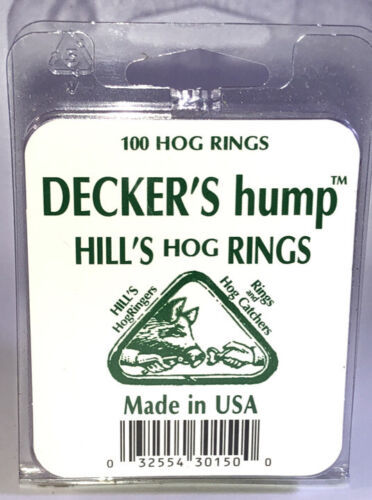 100 HOG RINGS
DECKER'S hump™
HILL'S HOG RINGS
HILL'S
HogRingers
Rings
and
Hog Catchers
Made in USA
0 32554 30150 0